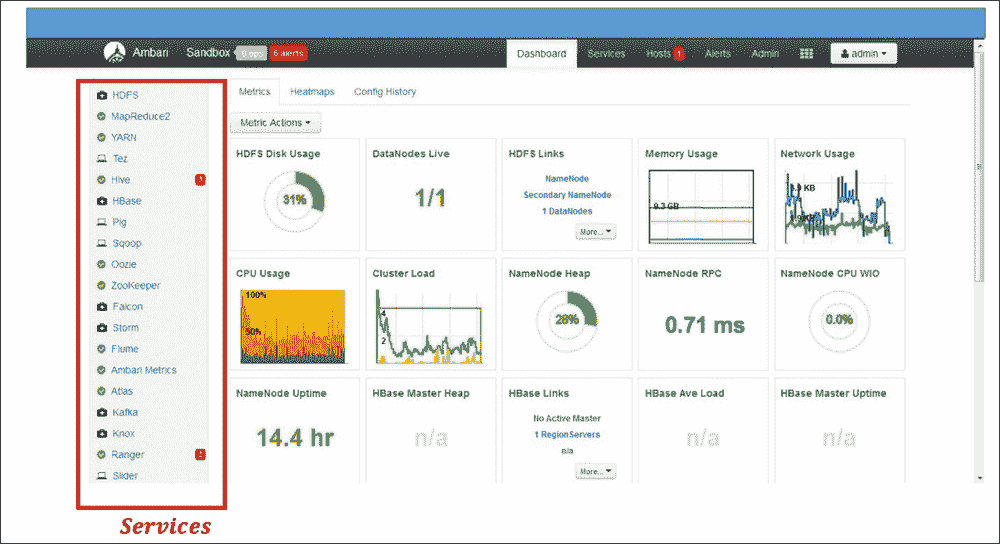 Ambari Sandbox 0 ops 6 alerts Dashboard Services Hosts 1 Alerts Admin admin
HDFS
MapReduce2
YARN
Tez
Hive
HBase
Pig
Sqoop
Oozie
ZooKeeper
Falcon
Storm
Flume
Ambari Metrics
Atlas
Kafka
Knox
Ranger
Slider
Services
Metrics Heatmaps Config History
Metric Actions
HDFS Disk Usage
31%
DataNodes Live
1/1
HDFS Links
NameNode
Secondary NameNode
1 DataNodes
More...
Memory Usage
9.3 GB
Network Usage
KB
KB
CPU Usage
100%
50%
Cluster Load
4
2
NameNode Heap
28%
NameNode RPC
0.71 ms
NameNode CPU WIO
0.0%
NameNode Uptime
14.4 hr
HBase Master Heap
n/a
HBase Links
No Active Master
1 RegionServers
n/a
More...
HBase Ave Load
n/a
HBase Master Uptime
n/a